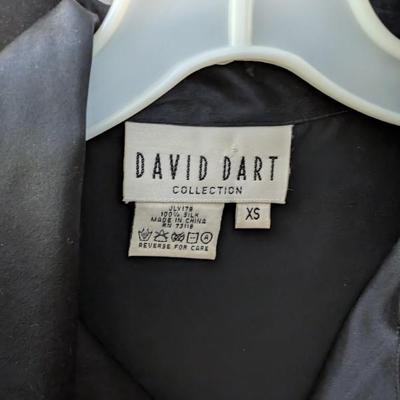 DAVID DART
COLLECTION
XS
JLV178
100% SILK
MADE IN CHINA
RN 73118
REVERSE FOR CARE